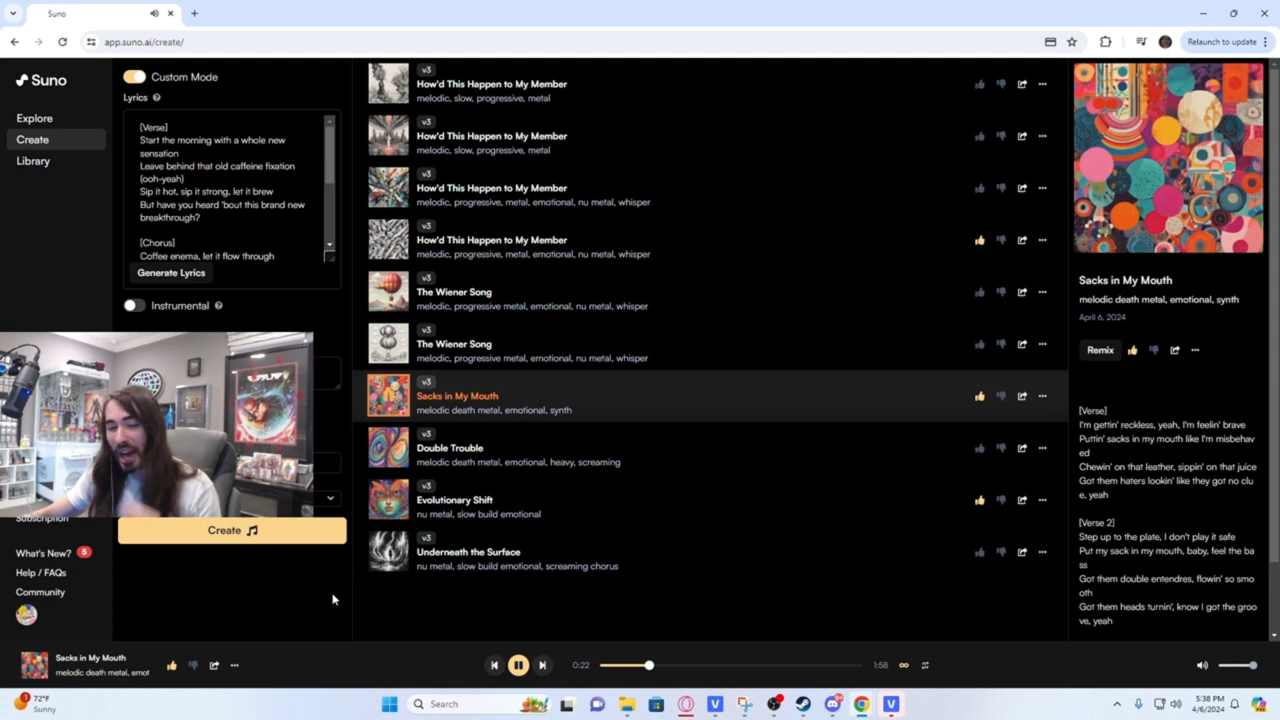 Suno
app.suno.ai/create/
Relaunch to update
Suno
Explore
Create
Library
Custom Mode
Lyrics
[Verse]
Start the morning with a whole new
sensation
Leave behind that old caffeine fixation
(ooh-yeah)
Sip it hot, sip it strong, let it brew
But have you heard 'bout this brand new
breakthrough?
[Chorus]
Coffee enema, let it flow through
Generate Lyrics
Instrumental
Create
Subscription
What's New? 5
Help / FAQs
Community
v3
How'd This Happen to My Member
melodic, slow, progressive, metal
v3
How'd This Happen to My Member
melodic, slow, progressive, metal
v3
How'd This Happen to My Member
melodic, progressive, metal, emotional, nu metal, whisper
v3
How'd This Happen to My Member
melodic, progressive, metal, emotional, nu metal, whisper
v3
The Wiener Song
melodic, progressive metal, emotional, nu metal, whisper
v3
The Wiener Song
melodic, progressive metal, emotional, nu metal, whisper
v3
Sacks in My Mouth
melodic death metal, emotional, synth
v3
Double Trouble
melodic death metal, emotional, heavy, screaming
v3
Evolutionary Shift
nu metal, slow build emotional
v3
Underneath the Surface
nu metal, slow build emotional, screaming chorus
Sacks in My Mouth
melodic death metal, emotional, synth
April 6, 2024
Remix
[Verse]
I'm gettin' reckless, yeah, I'm feelin' brave
Puttin' sacks in my mouth like I'm misbehav
ed
Chewin' on that leather, sippin' on that juice
Got them haters lookin' like they got no clu
e, yeah
[Verse 2]
Step up to the plate, I don't play it safe
Put my sack in my mouth, baby, feel the ba
ss
Got them double entendres, flowin' so smo
oth
Got them heads turnin', know I got the groo
ve, yeah
Sacks in My Mouth
melodic death metal, emot
0:22
1:58
1
72°F
Sunny
Search
5:38 PM
4/6/2024